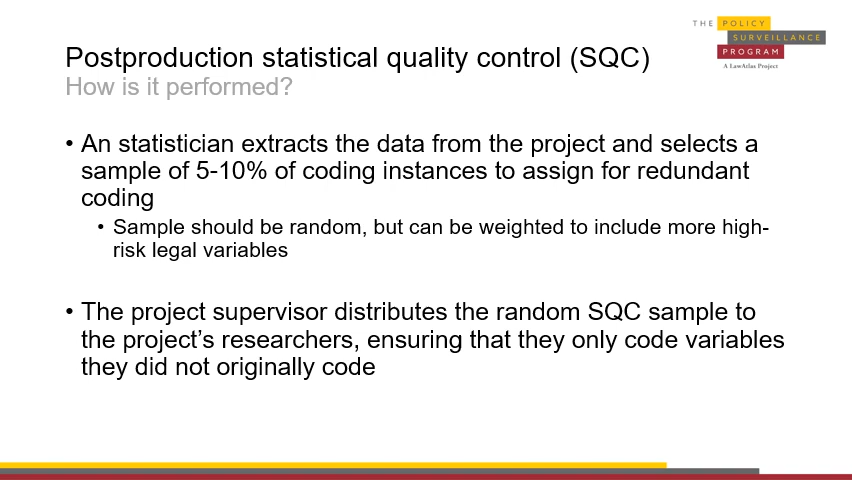 THE POLICY
SURVEILLANCE
PROGRAM
A LawAtlas Project
Postproduction statistical quality control (SQC)
How is it performed?
• An statistician extracts the data from the project and selects a
sample of 5-10% of coding instances to assign for redundant
coding
• Sample should be random, but can be weighted to include more high-
risk legal variables
• The project supervisor distributes the random SQC sample to
the project’s researchers, ensuring that they only code variables
they did not originally code